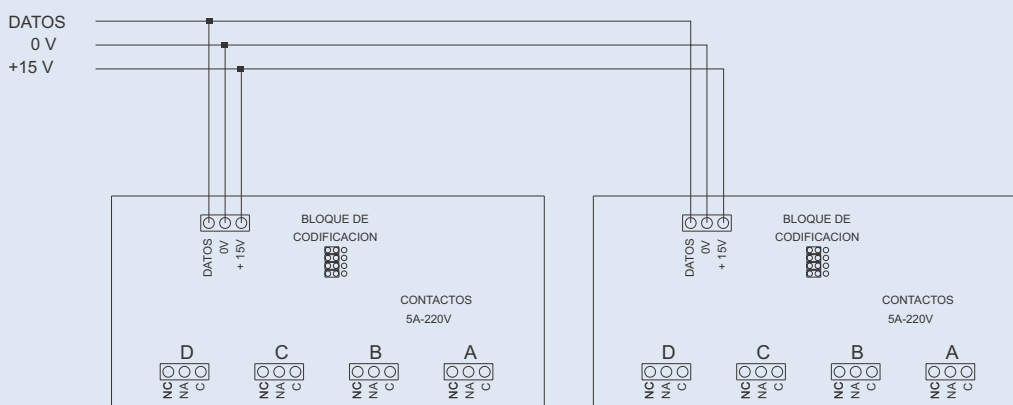 DATOS
0 V
+15 V
DATOS
0V
+ 15V
BLOQUE DE
CODIFICACION
CONTACTOS
5A-220V
D
C
B
A
NC
NA
C
NC
NA
C
NC
NA
C
NC
NA
C
DATOS
0V
+ 15V
BLOQUE DE
CODIFICACION
CONTACTOS
5A-220V
D
C
B
A
NC
NA
C
NC
NA
C
NC
NA
C
NC
NA
C